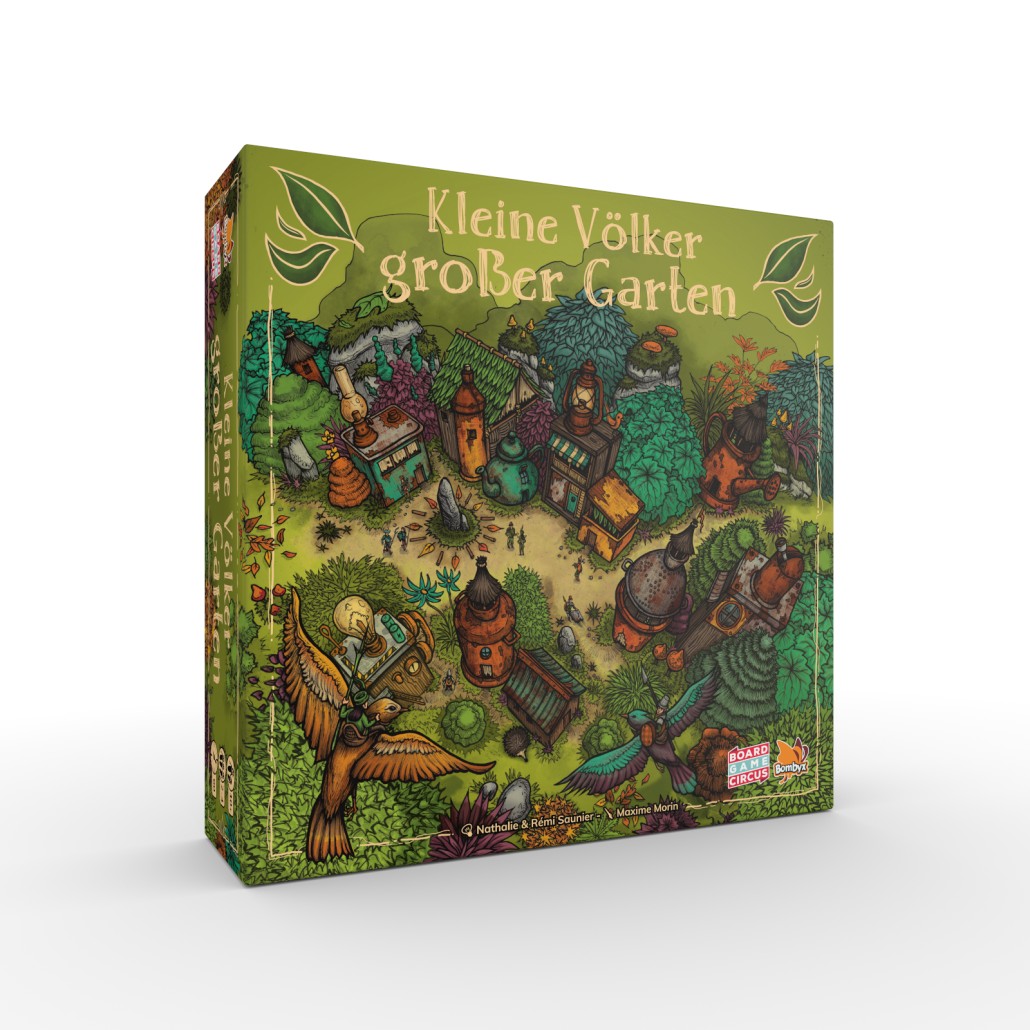 Kleine Völker
großer Garten
BOARD
GAME
CIRCUS
Bombyx
Nathalie & Rémi Saunier - Maxime Morin
Kleine Völker
großer Garten